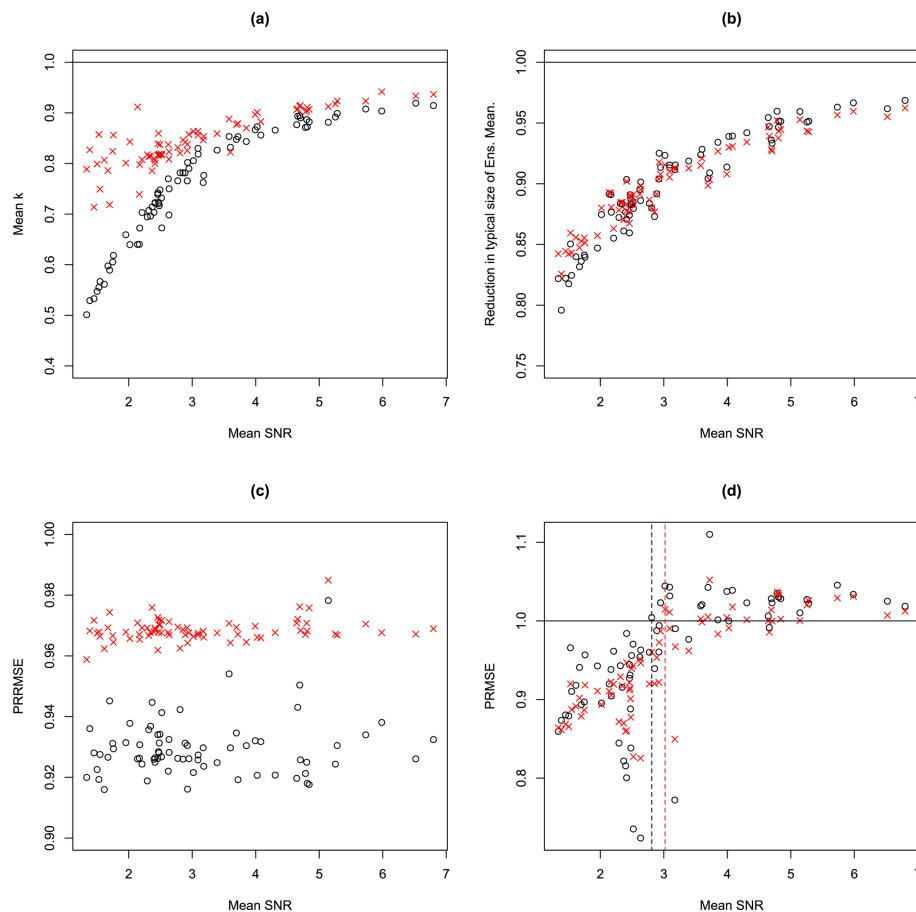 (a)
Mean k
1.0
0.9
0.8
0.7
0.6
0.5
0.4
2 3 4 5 6 7
Mean SNR
(b)
Reduction in typical size of Ens. Mean.
1.00
0.95
0.90
0.85
0.80
0.75
2 3 4 5 6 7
Mean SNR
(c)
PRRMSE
1.00
0.98
0.96
0.94
0.92
0.90
2 3 4 5 6 7
Mean SNR
(d)
PRMSE
1.1
1.0
0.9
0.8
2 3 4 5 6 7
Mean SNR